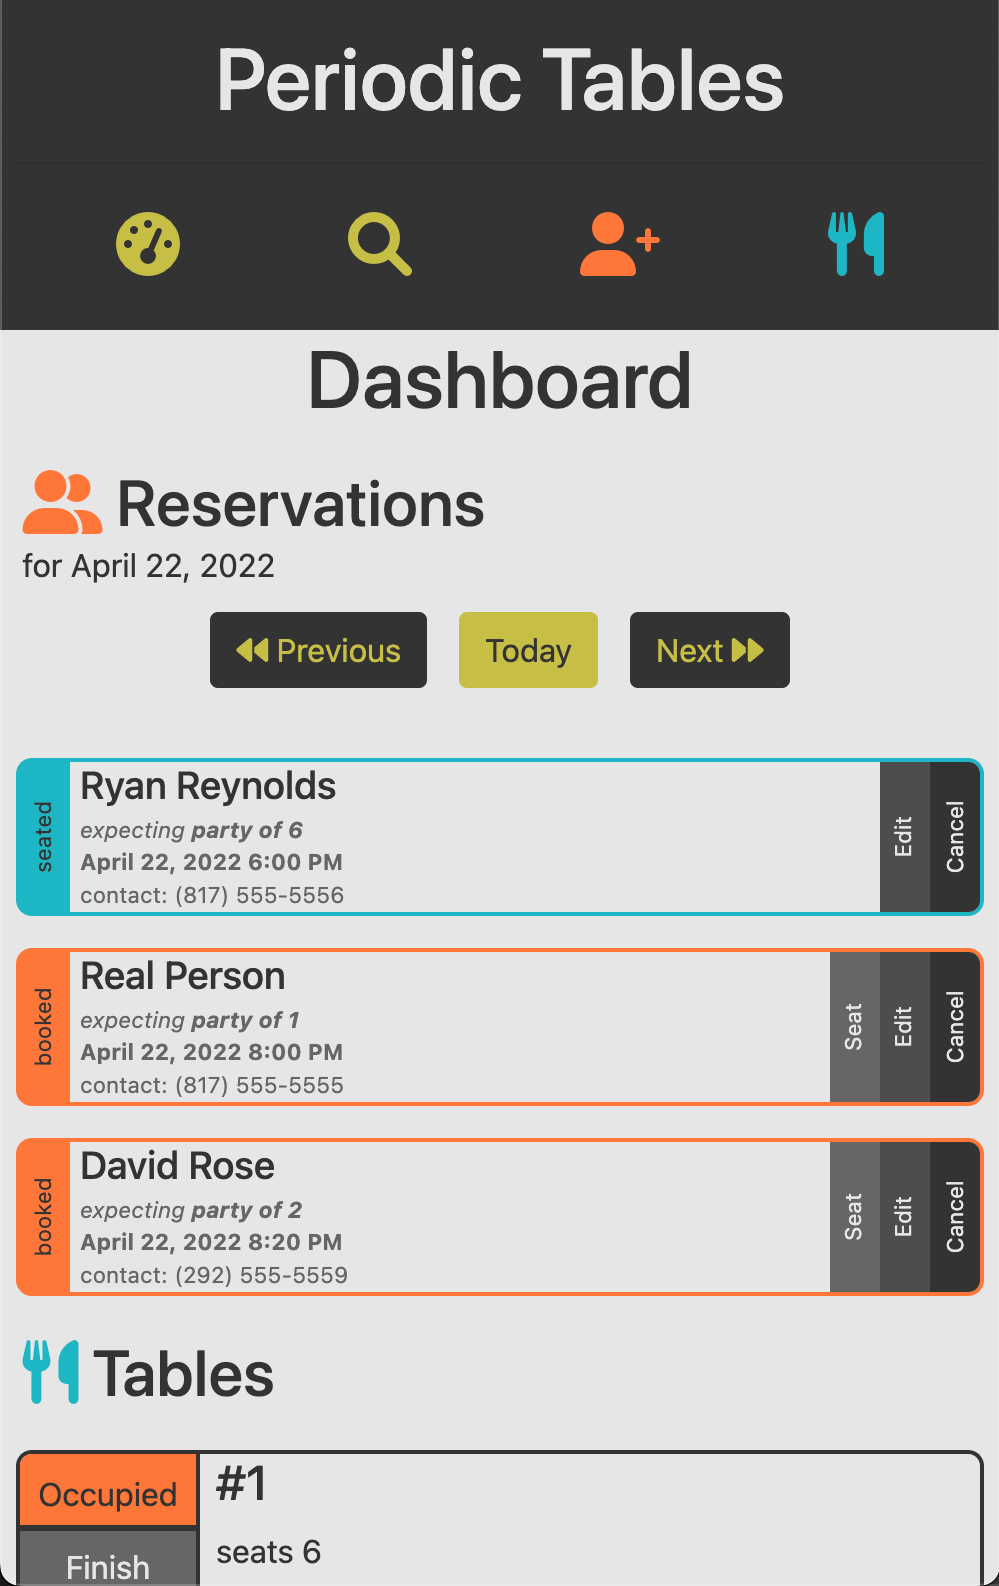 Periodic Tables
Dashboard
Reservations
for April 22, 2022
Previous
Today
Next
seated
Ryan Reynolds
expecting party of 6
April 22, 2022 6:00 PM
contact: (817) 555-5556
Edit
Cancel
booked
Real Person
expecting party of 1
April 22, 2022 8:00 PM
contact: (817) 555-5555
Seat
Edit
Cancel
booked
David Rose
expecting party of 2
April 22, 2022 8:20 PM
contact: (292) 555-5559
Seat
Edit
Cancel
Tables
Occupied
#1
seats 6
Finish